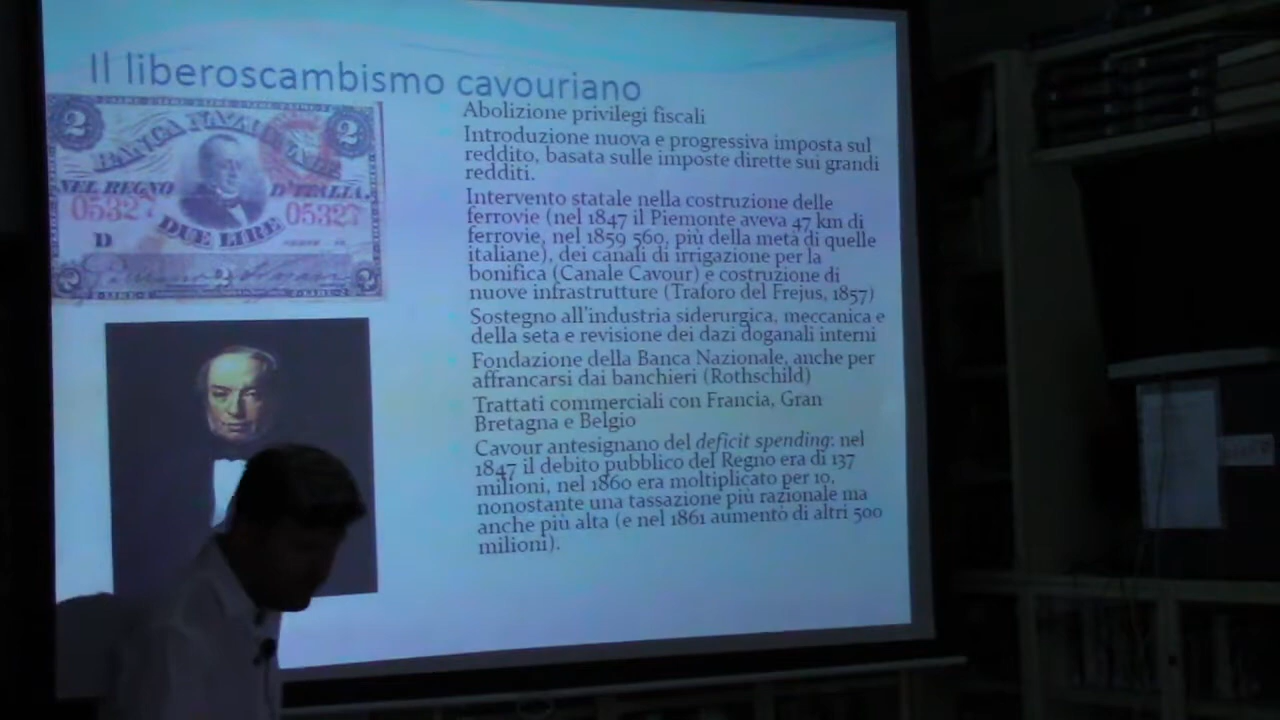 Il liberoscambismo cavouriano
2
2
BANCA NAZIONALE
NEL REGNO D'ITALIA
05327
05327
DUE LIRE
D
2
2
Abolizione privilegi fiscali
Introduzione nuova e progressiva imposta sul
reddito, basata sulle imposte dirette sui grandi
redditi.
Intervento statale nella costruzione delle
ferrovie (nel 1847 il Piemonte aveva 47 km di
ferrovie, nel 1859 560, più della metà di quelle
italiane), dei canali di irrigazione per la
bonifica (Canale Cavour) e costruzione di
nuove infrastrutture (Traforo del Frejus, 1857)
Sostegno all'industria siderurgica, meccanica e
della seta e revisione dei dazi doganali interni
Fondazione della Banca Nazionale, anche per
affrancarsi dai banchieri (Rothschild)
Trattati commerciali con Francia, Gran
Bretagna e Belgio
Cavour antesignano del deficit spending: nel
1847 il debito pubblico del Regno era di 137
milioni, nel 1860 era moltiplicato per 10,
nonostante una tassazione più razionale ma
anche più alta (e nel 1861 aumentò di altri 500
milioni).